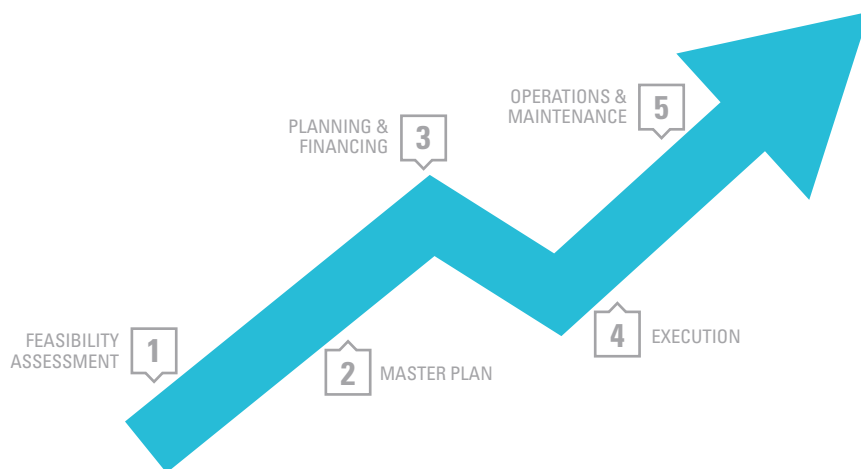 FEASIBILITY
ASSESSMENT
1
2
MASTER PLAN
PLANNING &
FINANCING
3
4
EXECUTION
OPERATIONS &
MAINTENANCE
5